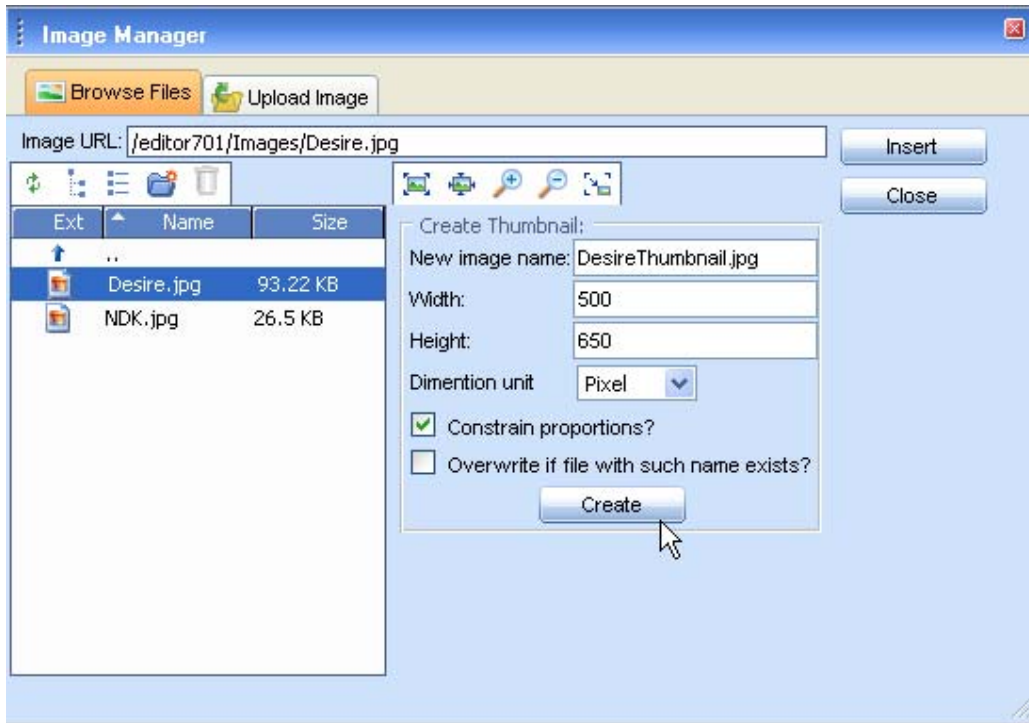 Image Manager
Browse Files
Upload Image
Image URL: /editor701/Images/Desire.jpg
Insert
Close
Ext Name Size
..
Desire.jpg 93.22 KB
NDK.jpg 26.5 KB
Create Thumbnail:
New image name: DesireThumbnail.jpg
Width: 500
Height: 650
Dimention unit Pixel
Constrain proportions?
Overwrite if file with such name exists?
Create